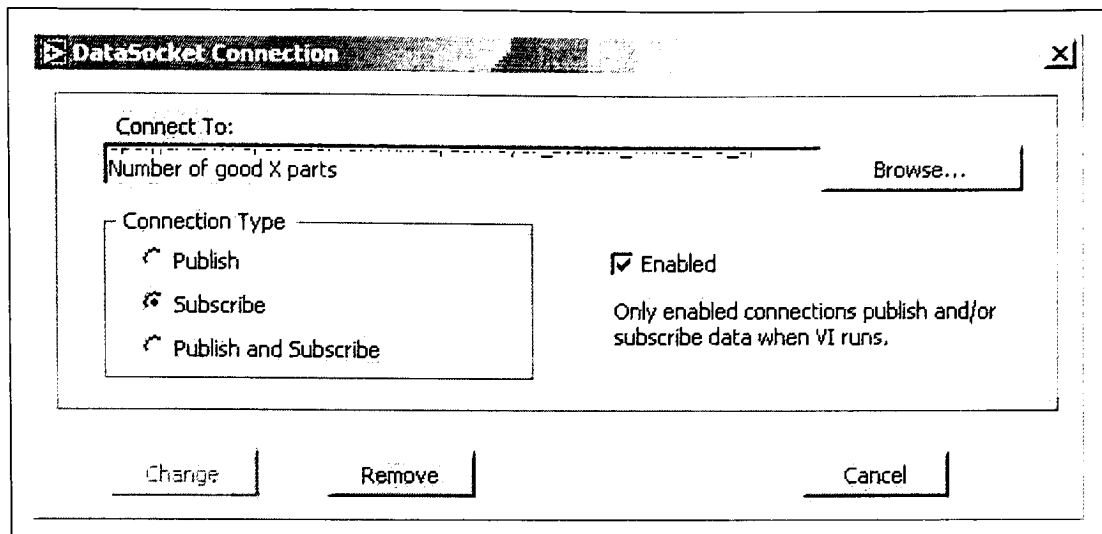 DataSocket Connection
Connect To:
Number of good X parts
Browse...
Connection Type
Publish
Subscribe
Publish and Subscribe
Enabled
Only enabled connections publish and/or
subscribe data when VI runs.
Change
Remove
Cancel